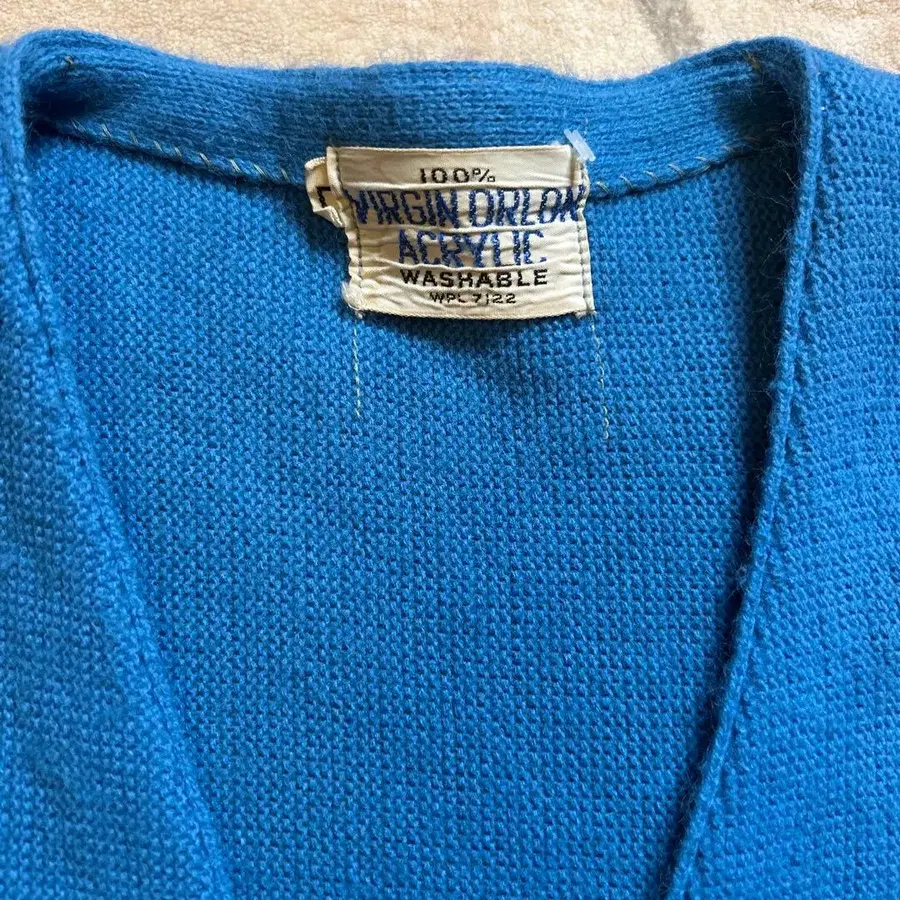 100%
VIRGIN ORLON
ACRYLIC
WASHABLE
WPL 7122